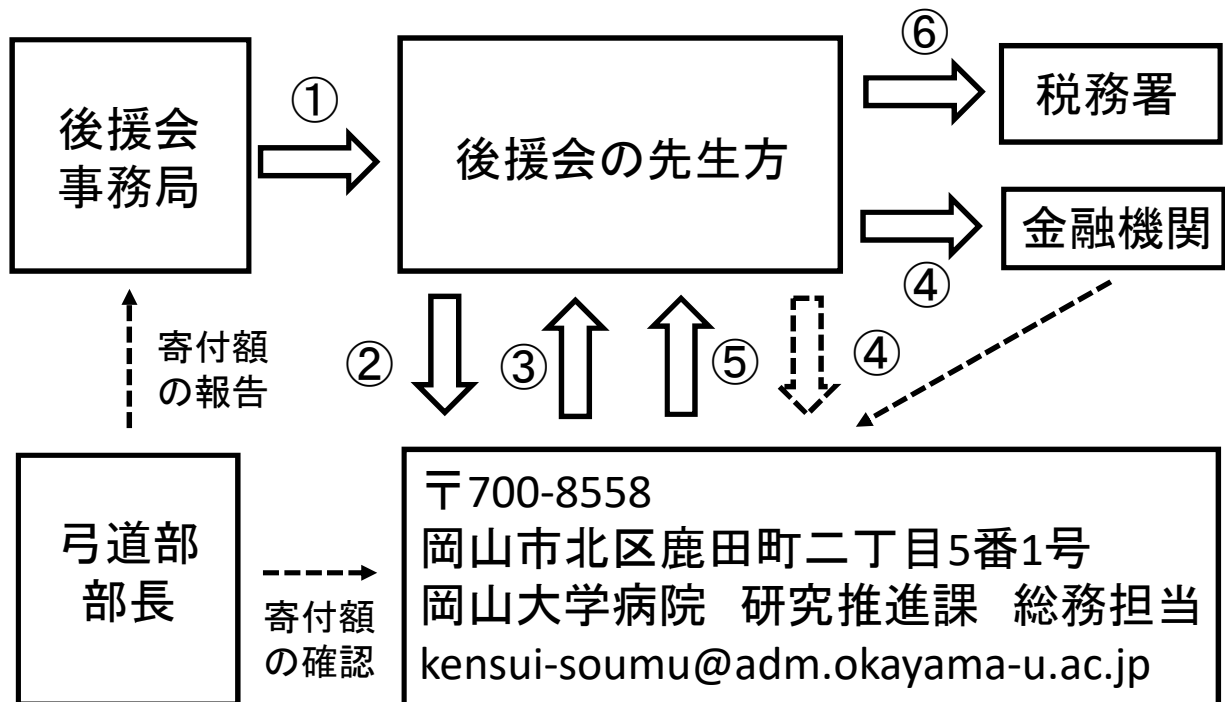 後援会
事務局
①
後援会の先生方
⑥
税務署
④
金融機関
寄付額
の報告
②
③
⑤
④
弓道部
部長
寄付額
の確認
〒700-8558
岡山市北区鹿田町二丁目5番1号
岡山大学病院　研究推進課　総務担当
kensui-soumu@adm.okayama-u.ac.jp